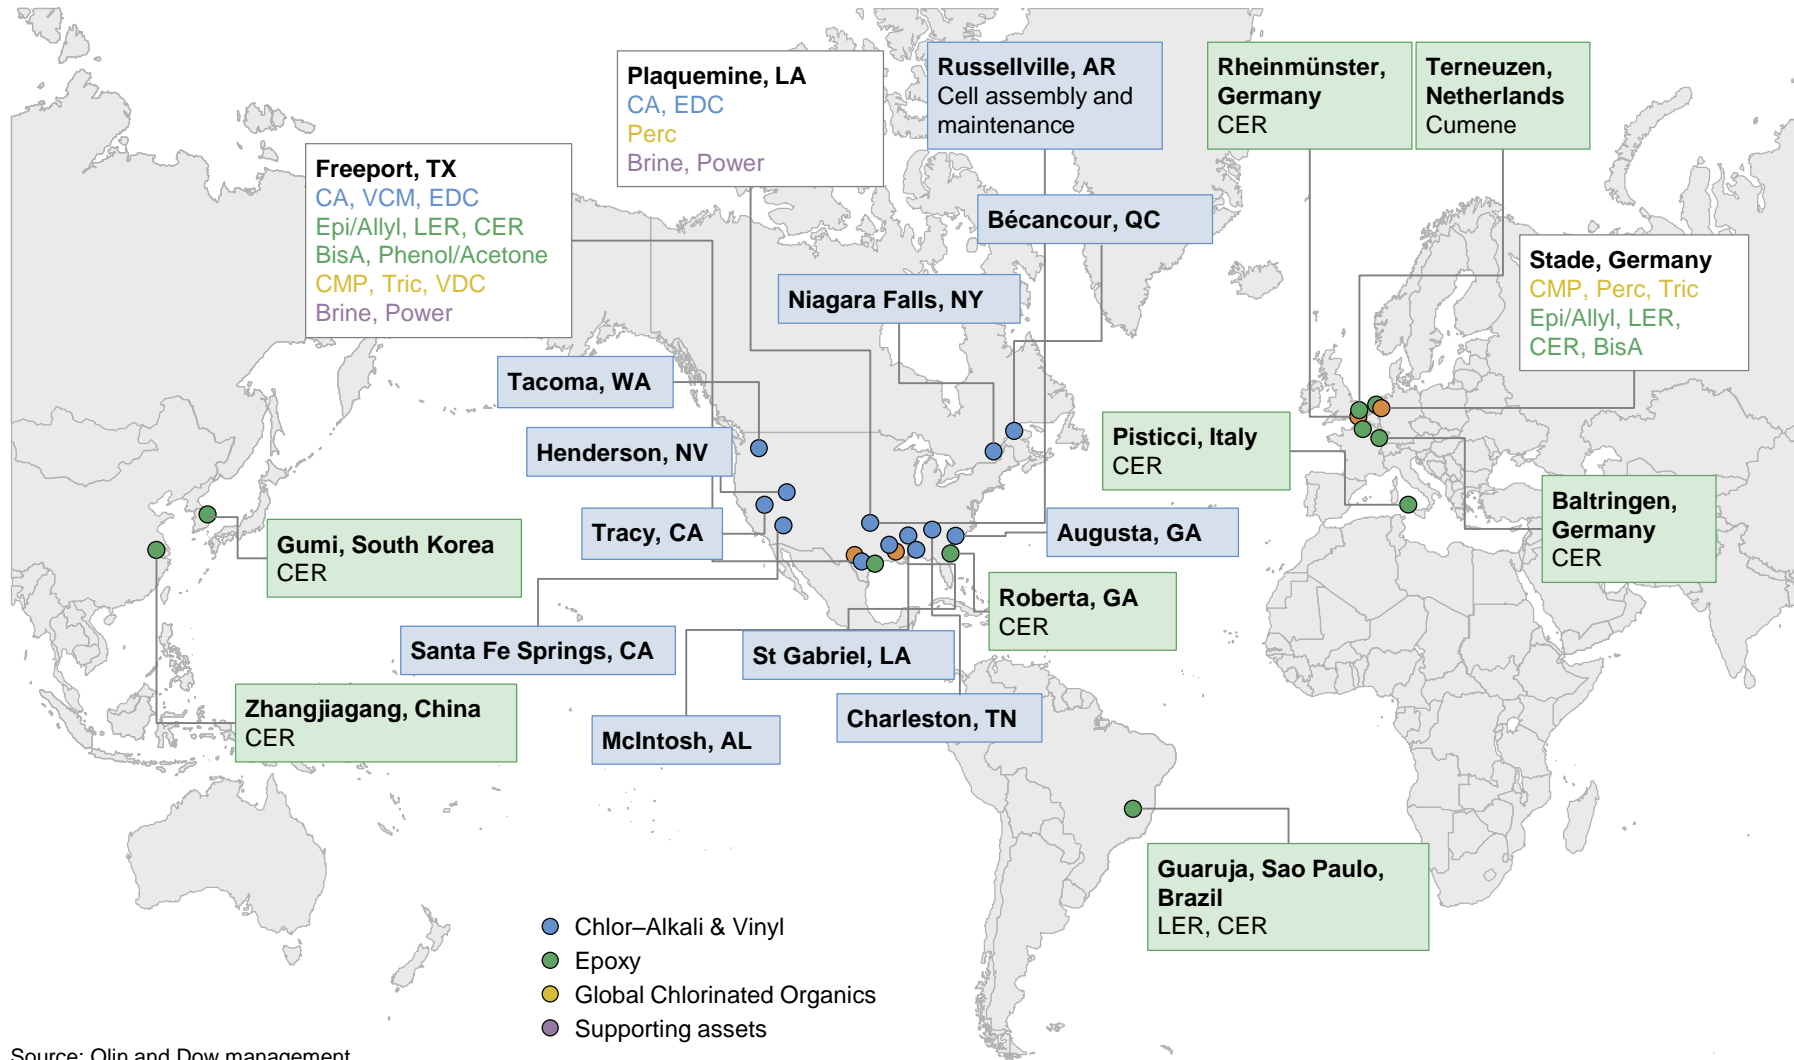 Plaquemine, LA
CA, EDC
Perc
Brine, Power
Russellville, AR
Cell assembly and
maintenance
Rheinmünster,
Germany
CER
Terneuzen,
Netherlands
Cumene
Freeport, TX
CA, VCM, EDC
Epi/Allyl, LER, CER
BisA, Phenol/Acetone
CMP, Tric, VDC
Brine, Power
Bécancour, QC
Niagara Falls, NY
Stade, Germany
CMP, Perc, Tric
Epi/Allyl, LER,
CER, BisA
Tacoma, WA
Henderson, NV
Pisticci, Italy
CER
Baltringen,
Germany
CER
Tracy, CA
Augusta, GA
Gumi, South Korea
CER
Roberta, GA
CER
Santa Fe Springs, CA
St Gabriel, LA
Zhangjiagang, China
CER
McIntosh, AL
Charleston, TN
Guaruja, Sao Paulo,
Brazil
LER, CER
Chlor–Alkali & Vinyl
Epoxy
Global Chlorinated Organics
Supporting assets
Source: Olin and Dow management